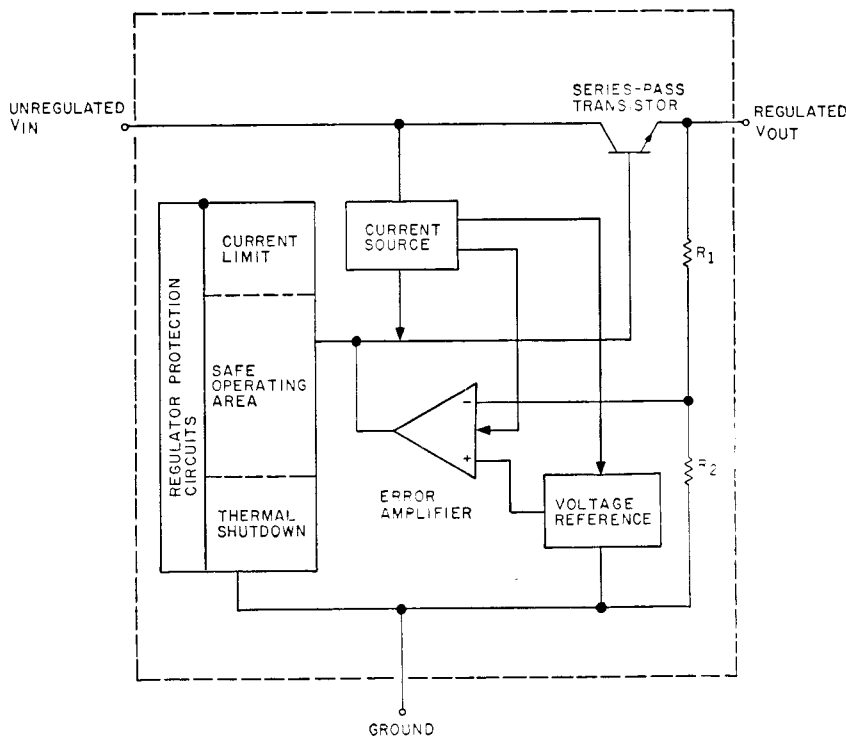 SERIES-PASS
TRANSISTOR
UNREGULATED
VIN
REGULATED
VOUT
CURRENT
LIMIT
CURRENT
SOURCE
R1
REGULATOR PROTECTION
CIRCUITS
SAFE
OPERATING
AREA
-
+
R2
ERROR
AMPLIFIER
VOLTAGE
REFERENCE
THERMAL
SHUTDOWN
GROUND